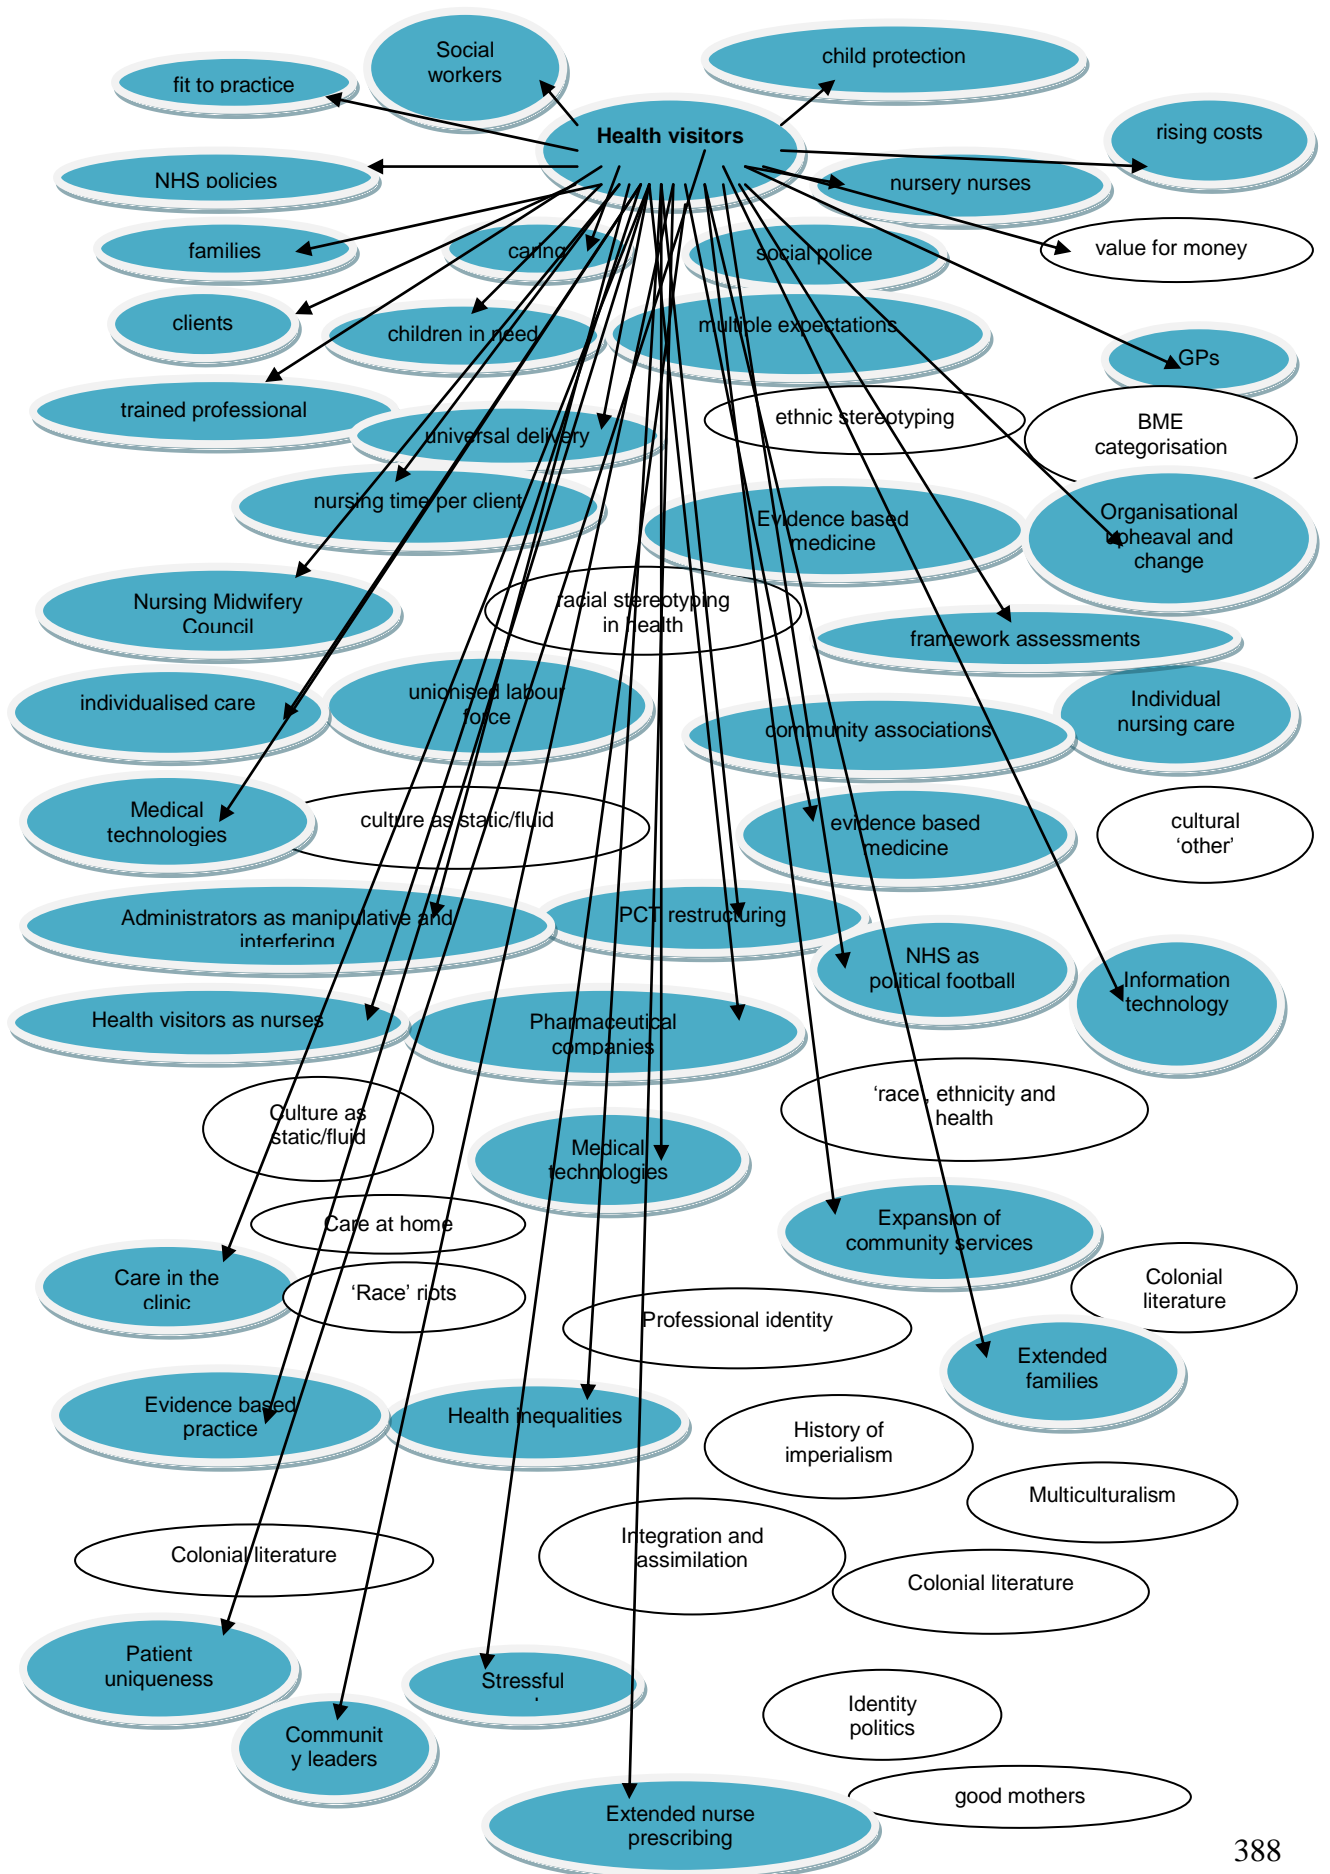 Social
workers
child protection
fit to practice
Health visitors
rising costs
NHS policies
nursery nurses
families
caring
social police
value for money
clients
children in need
multiple expectations
GPs
trained professional
universal delivery
ethnic stereotyping
BME
categorisation
nursing time per client
Evidence based
medicine
Organisational
upheaval and
change
Nursing Midwifery
Council
racial stereotyping
in health
framework assessments
individualised care
unionised labour
force
community associations
Individual
nursing care
Medical
technologies
culture as static/fluid
evidence based
medicine
cultural
‘other’
Administrators as manipulative and
interfering
PCT restructuring
NHS as
political football
Information
technology
Health visitors as nurses
Pharmaceutical
companies
Culture as
static/fluid
Medical
technologies
‘race’, ethnicity and
health
Care at home
Expansion of
community services
Care in the
clinic
‘Race’ riots
Professional identity
Colonial
literature
Extended
families
Evidence based
practice
Health inequalities
History of
imperialism
Multiculturalism
Colonial literature
Integration and
assimilation
Colonial literature
Patient
uniqueness
Stressful
Identity
politics
Communit
y leaders
good mothers
Extended nurse
prescribing
388